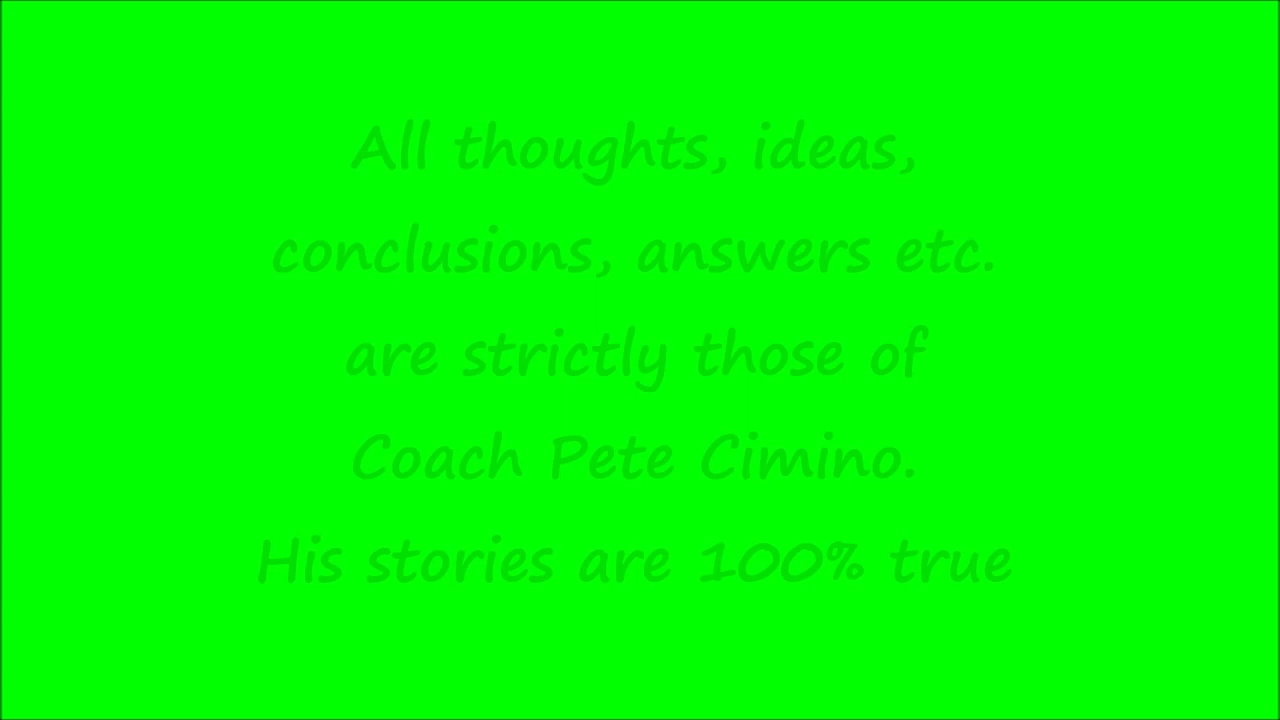 All thoughts, ideas,
conclusions, answers etc.
are strictly those of
Coach Pete Cimino.
His stories are 100% true